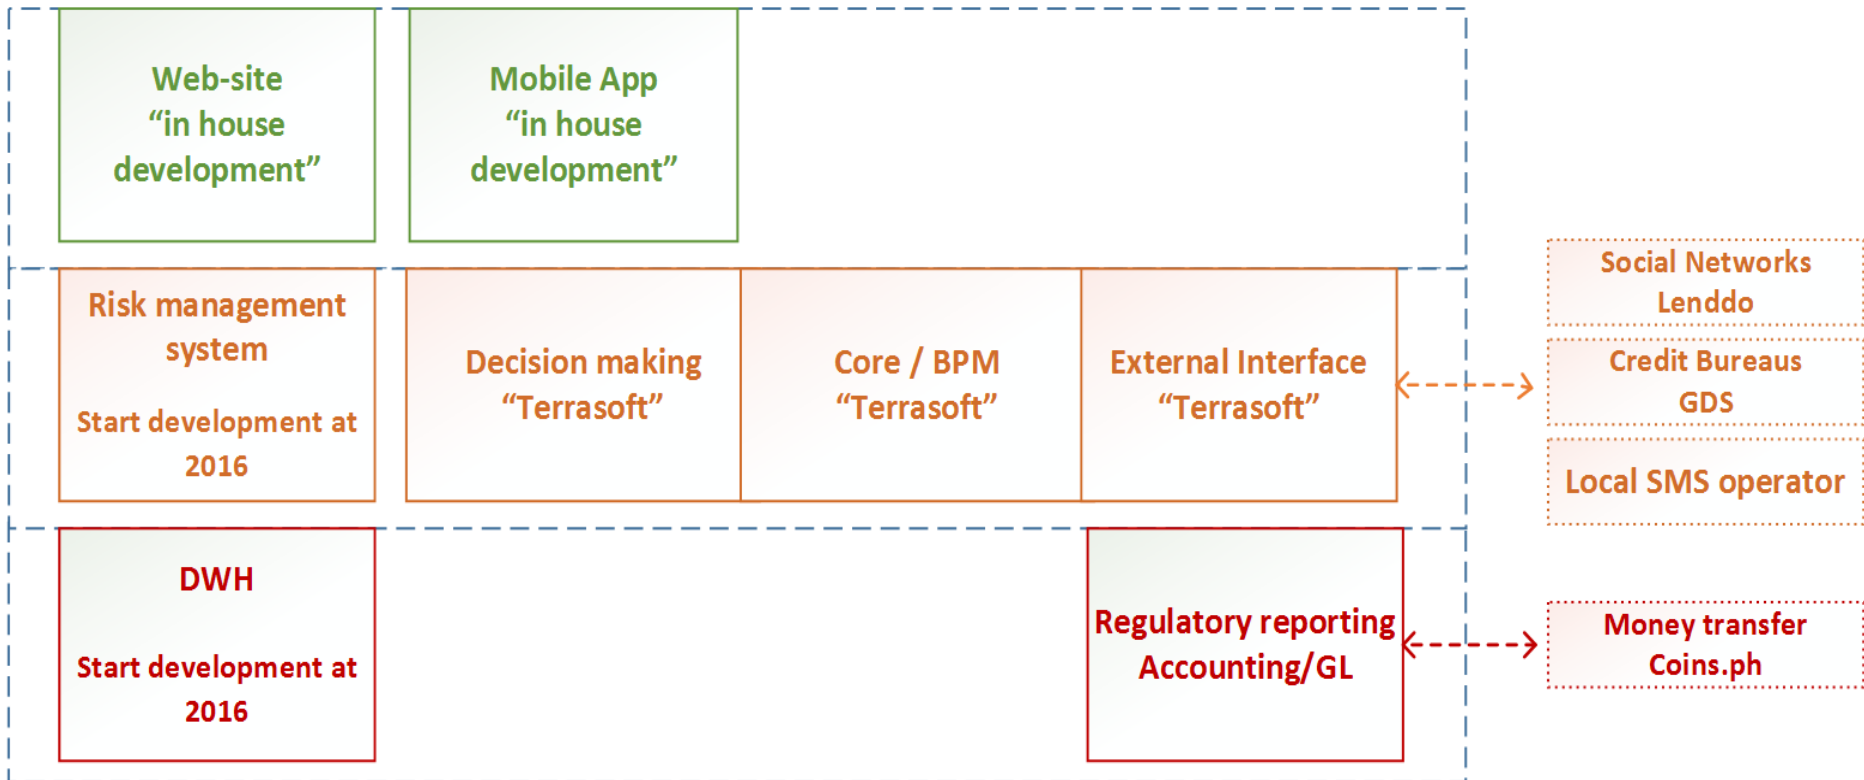 Web-site
“in house
development”
Mobile App
“in house
development”
Risk management
system
Start development at
2016
Decision making
“Terrasoft”
Core / BPM
“Terrasoft”
External Interface
“Terrasoft”
Social Networks
Lenddo
Credit Bureaus
GDS
Local SMS operator
DWH
Start development at
2016
Regulatory reporting
Accounting/GL
Money transfer
Coins.ph